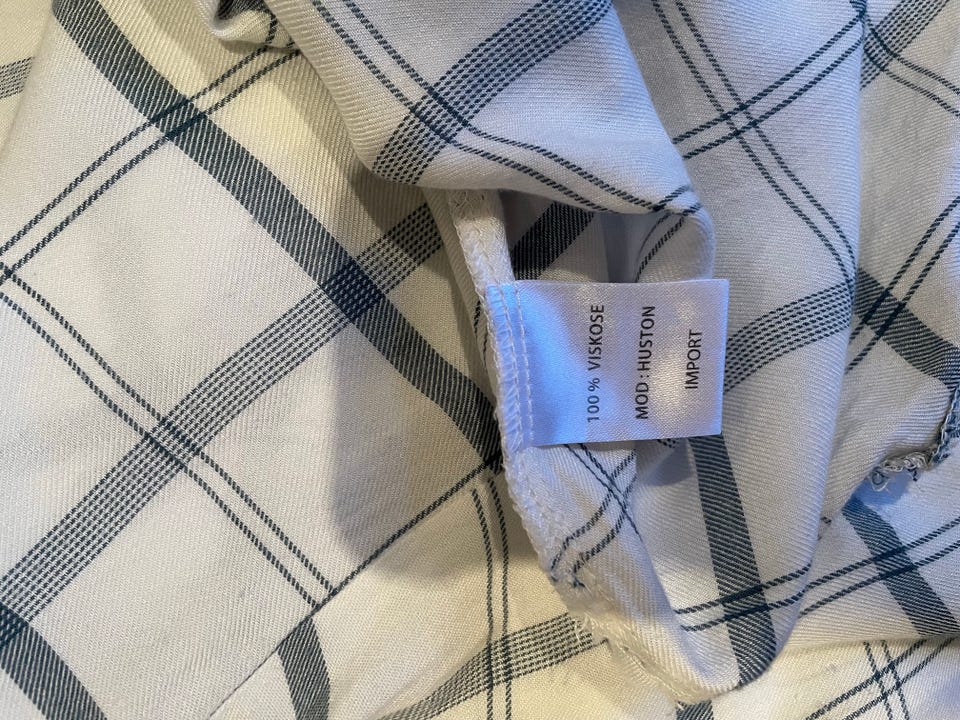 100 % VISKOSE
MOD : HUSTON
IMPORT